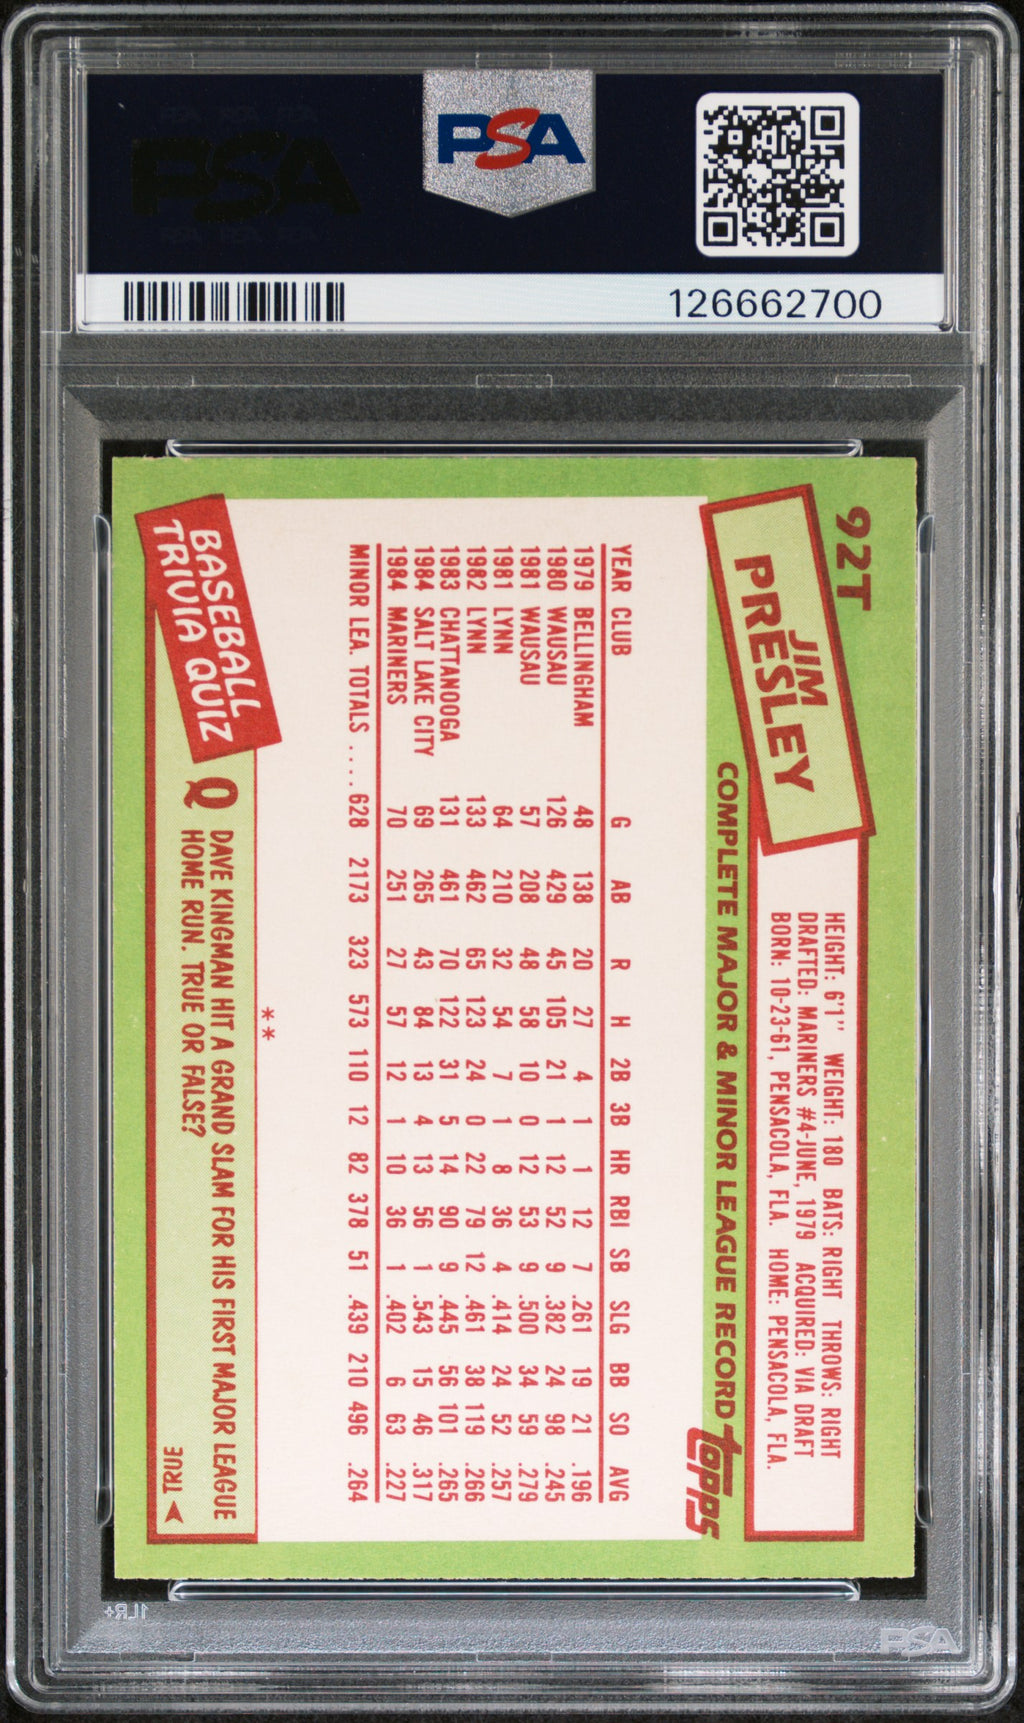 PSA
126662700
92T
JIM
PRESLEY
HEIGHT: 6'1" WEIGHT: 180 BATS: RIGHT THROWS: RIGHT
DRAFTED: MARINERS #4-JUNE, 1979 ACQUIRED: VIA DRAFT
BORN: 10-23-61, PENSACOLA, FLA. HOME: PENSACOLA, FLA.
COMPLETE MAJOR & MINOR LEAGUE RECORD topps
YEAR CLUB G AB R H 2B 3B HR RBI SB SLG BB SO AVG
1979 BELLINGHAM 48 138 20 27 4 1 1 12 7 .261 19 21 .196
1980 WAUSAU 126 429 45 105 21 1 12 52 9 .382 24 98 .245
1981 WAUSAU 57 208 48 58 10 0 12 53 9 .500 34 59 .279
1981 LYNN 64 210 32 54 7 1 8 36 4 .414 24 52 .257
1982 LYNN 133 462 65 123 24 0 22 79 12 .461 38 119 .266
1983 CHATTANOOGA 131 461 70 122 31 5 14 90 9 .445 56 101 .265
1984 SALT LAKE CITY 69 265 43 84 13 4 13 56 1 .543 15 46 .317
1984 MARINERS 70 251 27 57 12 1 10 36 1 .402 6 63 .227
MINOR LEA. TOTALS .... 628 2173 323 573 110 12 82 378 51 .439 210 496 .264
**
BASEBALL
TRIVIA QUIZ
Q DAVE KINGMAN HIT A GRAND SLAM FOR HIS FIRST MAJOR LEAGUE
HOME RUN. TRUE OR FALSE?
TRUE
1LR+
PSA